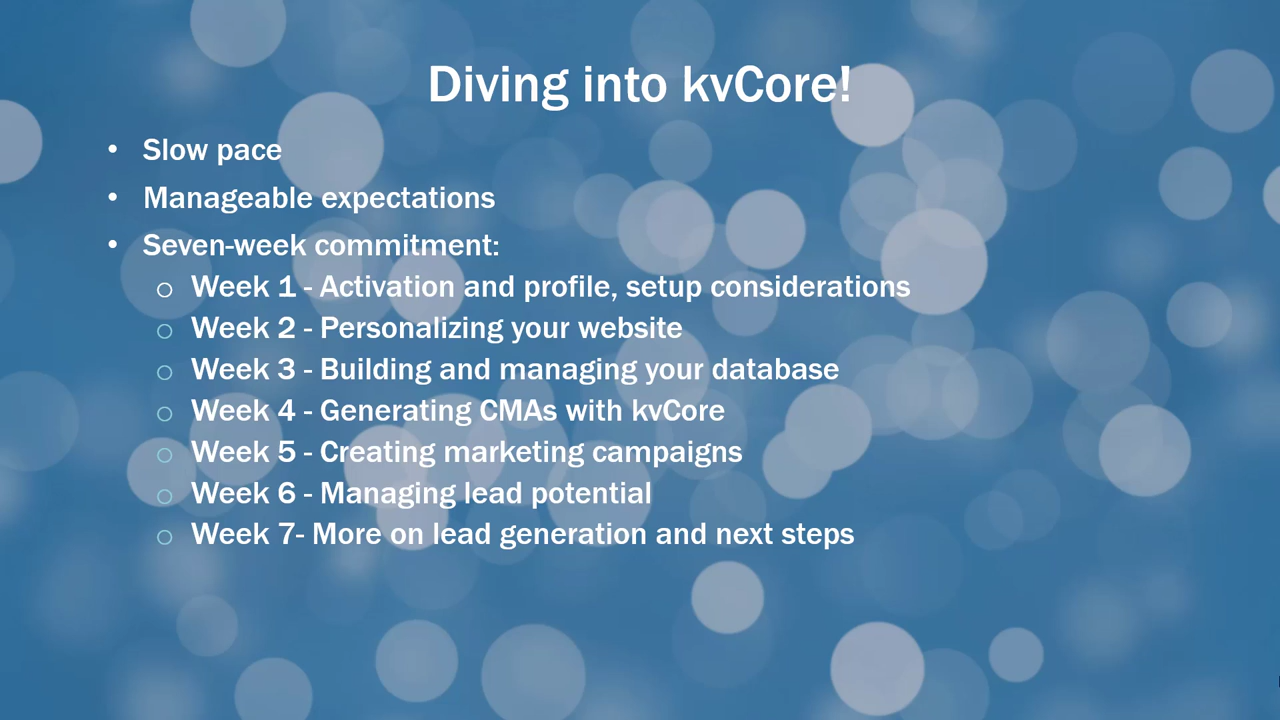 Diving into kvCore!
• Slow pace
• Manageable expectations
• Seven-week commitment:
o Week 1 - Activation and profile, setup considerations
o Week 2 - Personalizing your website
o Week 3 - Building and managing your database
o Week 4 - Generating CMAs with kvCore
o Week 5 - Creating marketing campaigns
o Week 6 - Managing lead potential
o Week 7- More on lead generation and next steps